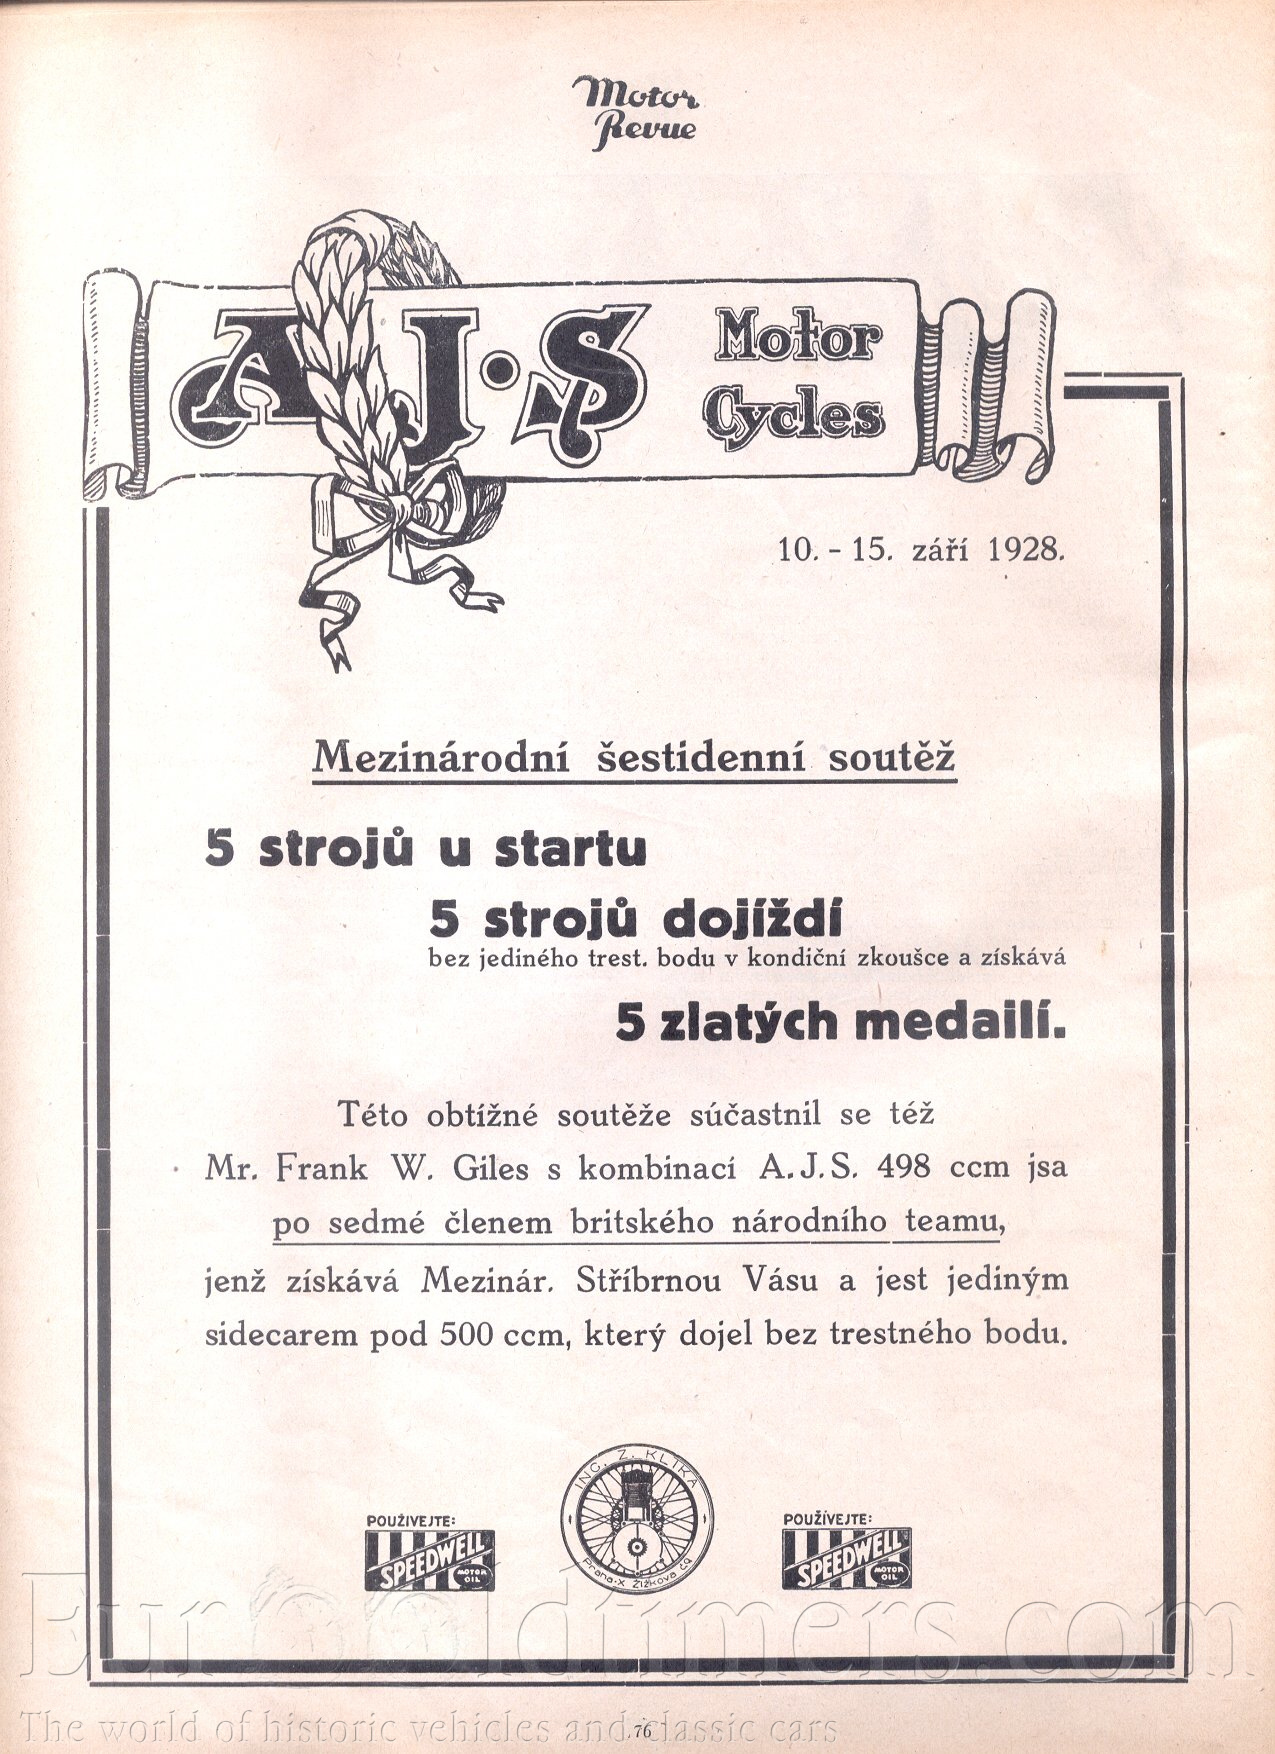 Motor
Revue
A.J.S
Motor
Cycles
10. - 15. září 1928.
Mezinárodní šestidenní soutěž
5 strojů u startu
5 strojů dojíždí
bez jediného trest. bodu v kondiční zkoušce a získává
5 zlatých medailí.
Této obtížné soutěže súčastnil se též
Mr. Frank W. Giles s kombinací A. J. S. 498 ccm jsa
po sedmé členem britského národního teamu,
jenž získává Mezinár. Stříbrnou Vásu a jest jediným
sidecarem pod 500 ccm, který dojel bez trestného bodu.
POUŽÍVEJTE:
SPEEDWELL
MOTOR
OIL
ING. Z. KLIKA
Praha-X Žižkova
POUŽÍVEJTE:
SPEEDWELL
MOTOR
OIL
EuroOldtimers.com
The world of historic vehicles and classic cars
76